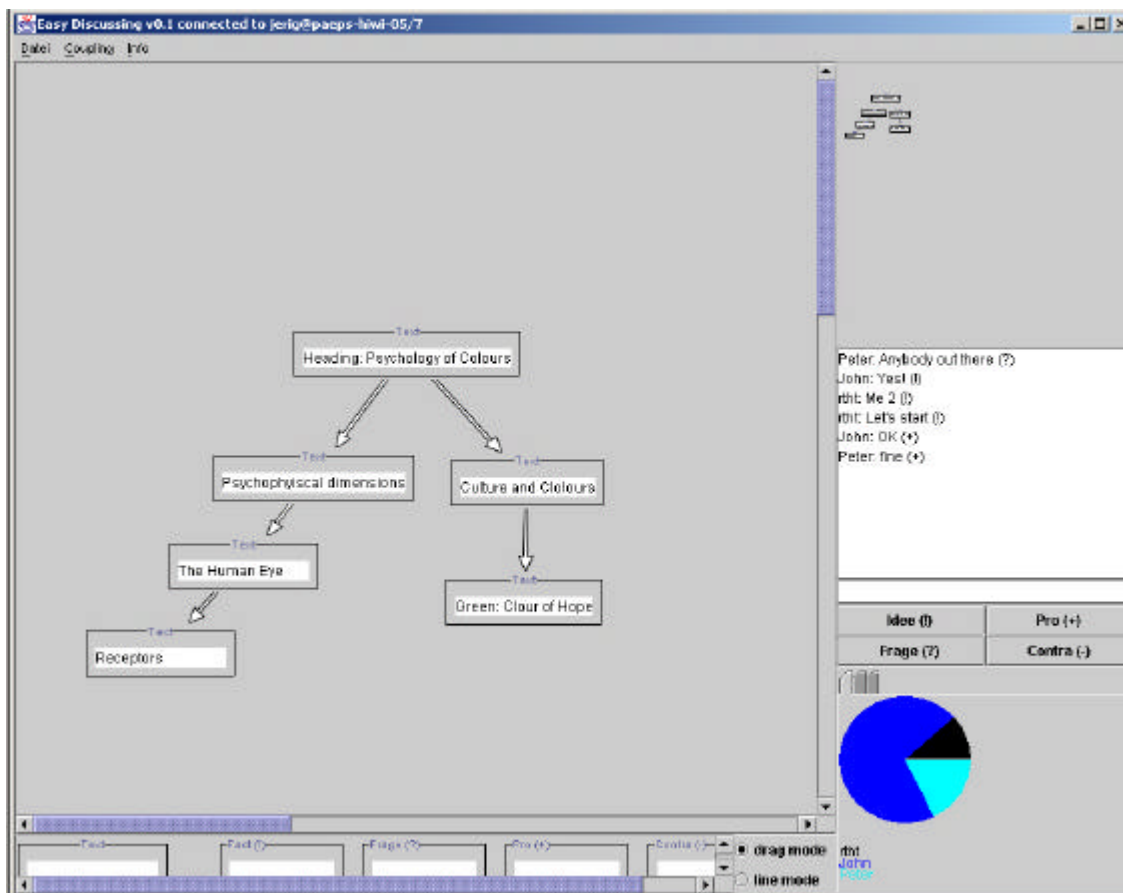 Easy Discussing v0.1 connected to jerig@paeps-hiwi-05/7
Datei Coupling Info
Text
Heading: Psychology of Colours
Text
Psychophyiscal dimensions
Text
Culture and Clolours
Text
The Human Eye
Text
Green: Clour of Hope
Text
Receptors
Peter: Anybody out there (?)
John: Yes! (!)
rtht: Me 2 (!)
rtht: Let's start (!)
John: OK (+)
Peter: fine (+)
Idee (!) Pro (+)
Frage (?) Contra (-)
rtht
John
Peter
Text Fact (!) Frage (?) Pro (+) Contra (-)
drag mode
line mode